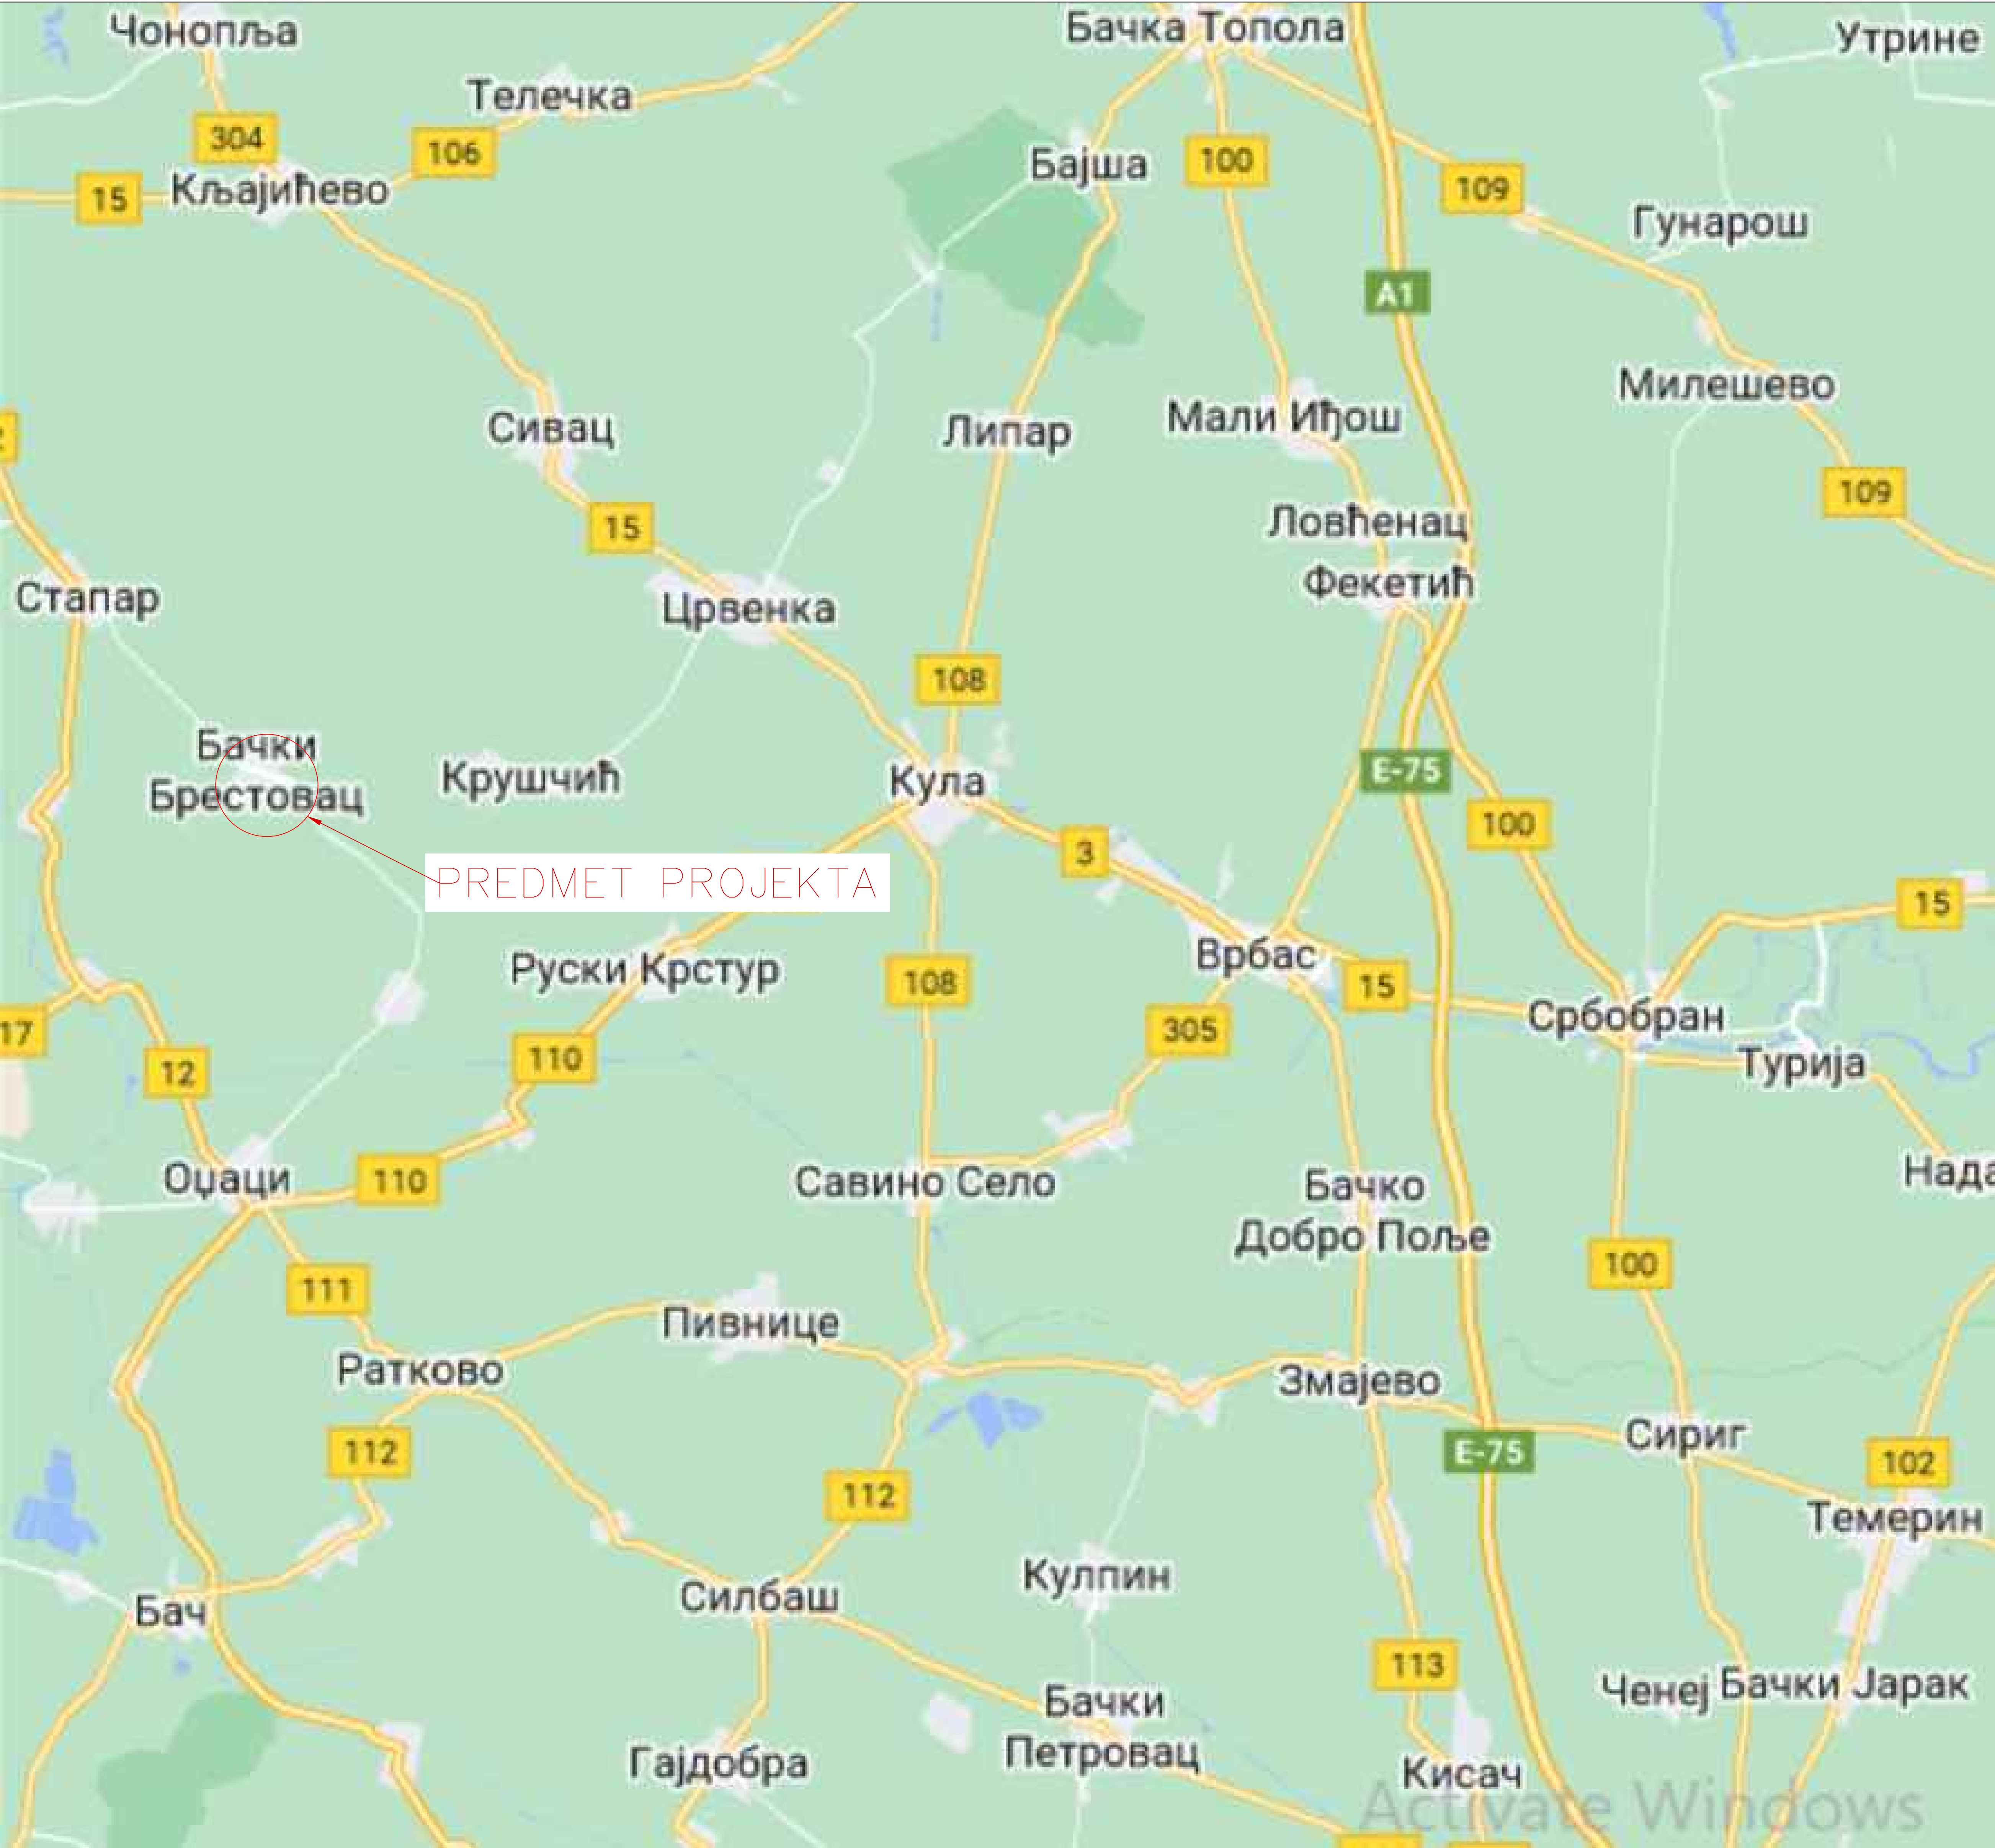 Чонопља
Бачка Топола
Утрине
Телечка
304
106
Бајша
100
15
Кљајићево
109
Гунарош
A1
Милешево
Сивац
Липар
Мали Иђош
109
15
Ловћенац
Фекетић
Стапар
Црвенка
108
Бачки
Брестовац
Крушчић
Кула
E-75
100
3
PREDMET PROJEKTA
15
Руски Крстур
108
Врбас
15
Србобран
17
110
305
12
Турија
Оџаци
110
Савино Село
Бачко
Добро Поље
Нада
100
111
Пивнице
Ратково
Змајево
112
E-75
Сириг
102
112
Темерин
Кулпин
Силбаш
Бач
113
Ченеј
Бачки Јарак
Бачки
Петровац
Гајдобра
Кисач
Activate Windows